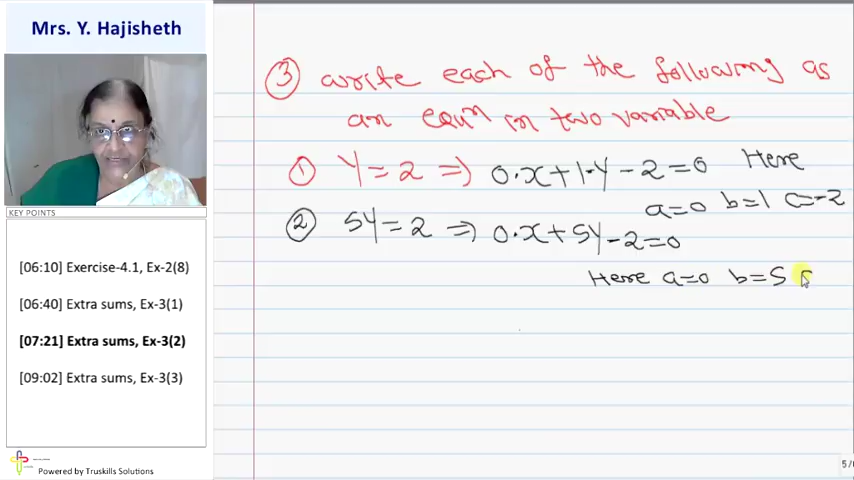 Mrs. Y. Hajisheth
KEY POINTS
[06:10] Exercise-4.1, Ex-2(8)
[06:40] Extra sums, Ex-3(1)
[07:21] Extra sums, Ex-3(2)
[09:02] Extra sums, Ex-3(3)
Powered by Truskills Solutions
③ write each of the following as
an equn in two variable
① Y = 2 ⇒ 0·x + 1·y - 2 = 0 Here
a=0 b=1 c=-2
② 5Y = 2 ⇒ 0·x + 5y - 2 = 0
Here a=0 b=5
5/6